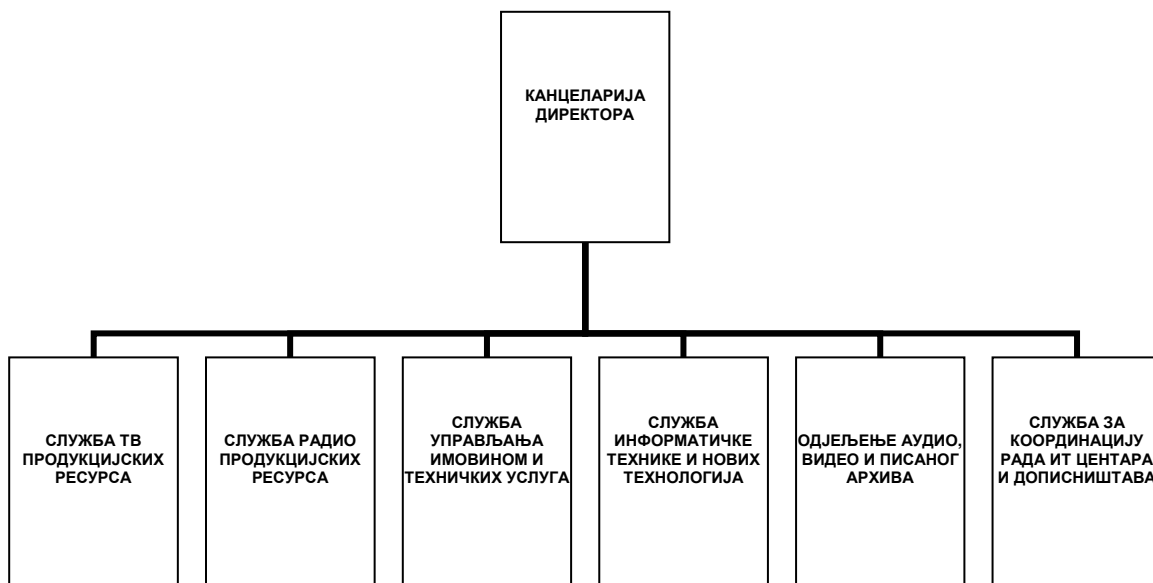 КАНЦЕЛАРИЈА
ДИРЕКТОРА
СЛУЖБА ТВ
ПРОДУКЦИЈСКИХ
РЕСУРСА
СЛУЖБА РАДИО
ПРОДУКЦИЈСКИХ
РЕСУРСА
СЛУЖБА
УПРАВЉАЊА
ИМОВИНОМ И
ТЕХНИЧКИХ УСЛУГА
СЛУЖБА
ИНФОРМАТИЧКЕ
ТЕХНИКЕ И НОВИХ
ТЕХНОЛОГИЈА
ОДЈЕЉЕЊЕ АУДИО,
ВИДЕО И ПИСАНОГ
АРХИВА
СЛУЖБА ЗА
КООРДИНАЦИЈУ
РАДА ИТ ЦЕНТАРА
И ДОПИСНИШТАВА